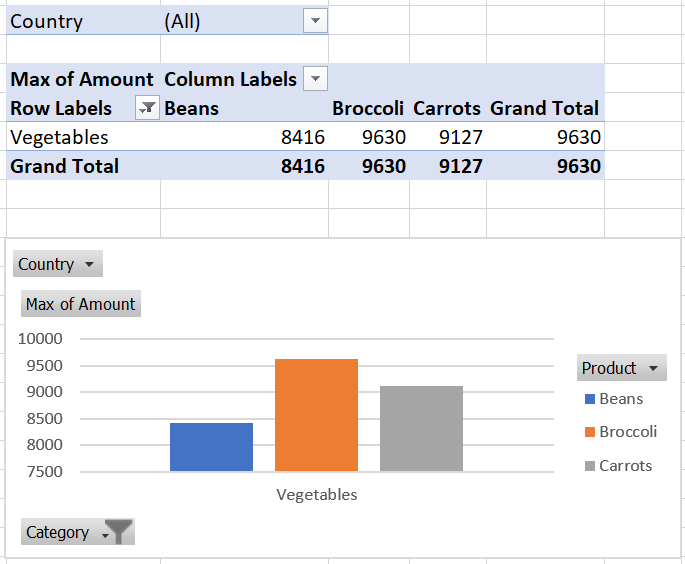 Country (All)
Max of Amount Column Labels
Row Labels Beans Broccoli Carrots Grand Total
Vegetables 8416 9630 9127 9630
Grand Total 8416 9630 9127 9630
Country
Max of Amount
10000
9500
9000
8500
8000
7500
Vegetables
Product
Beans
Broccoli
Carrots
Category